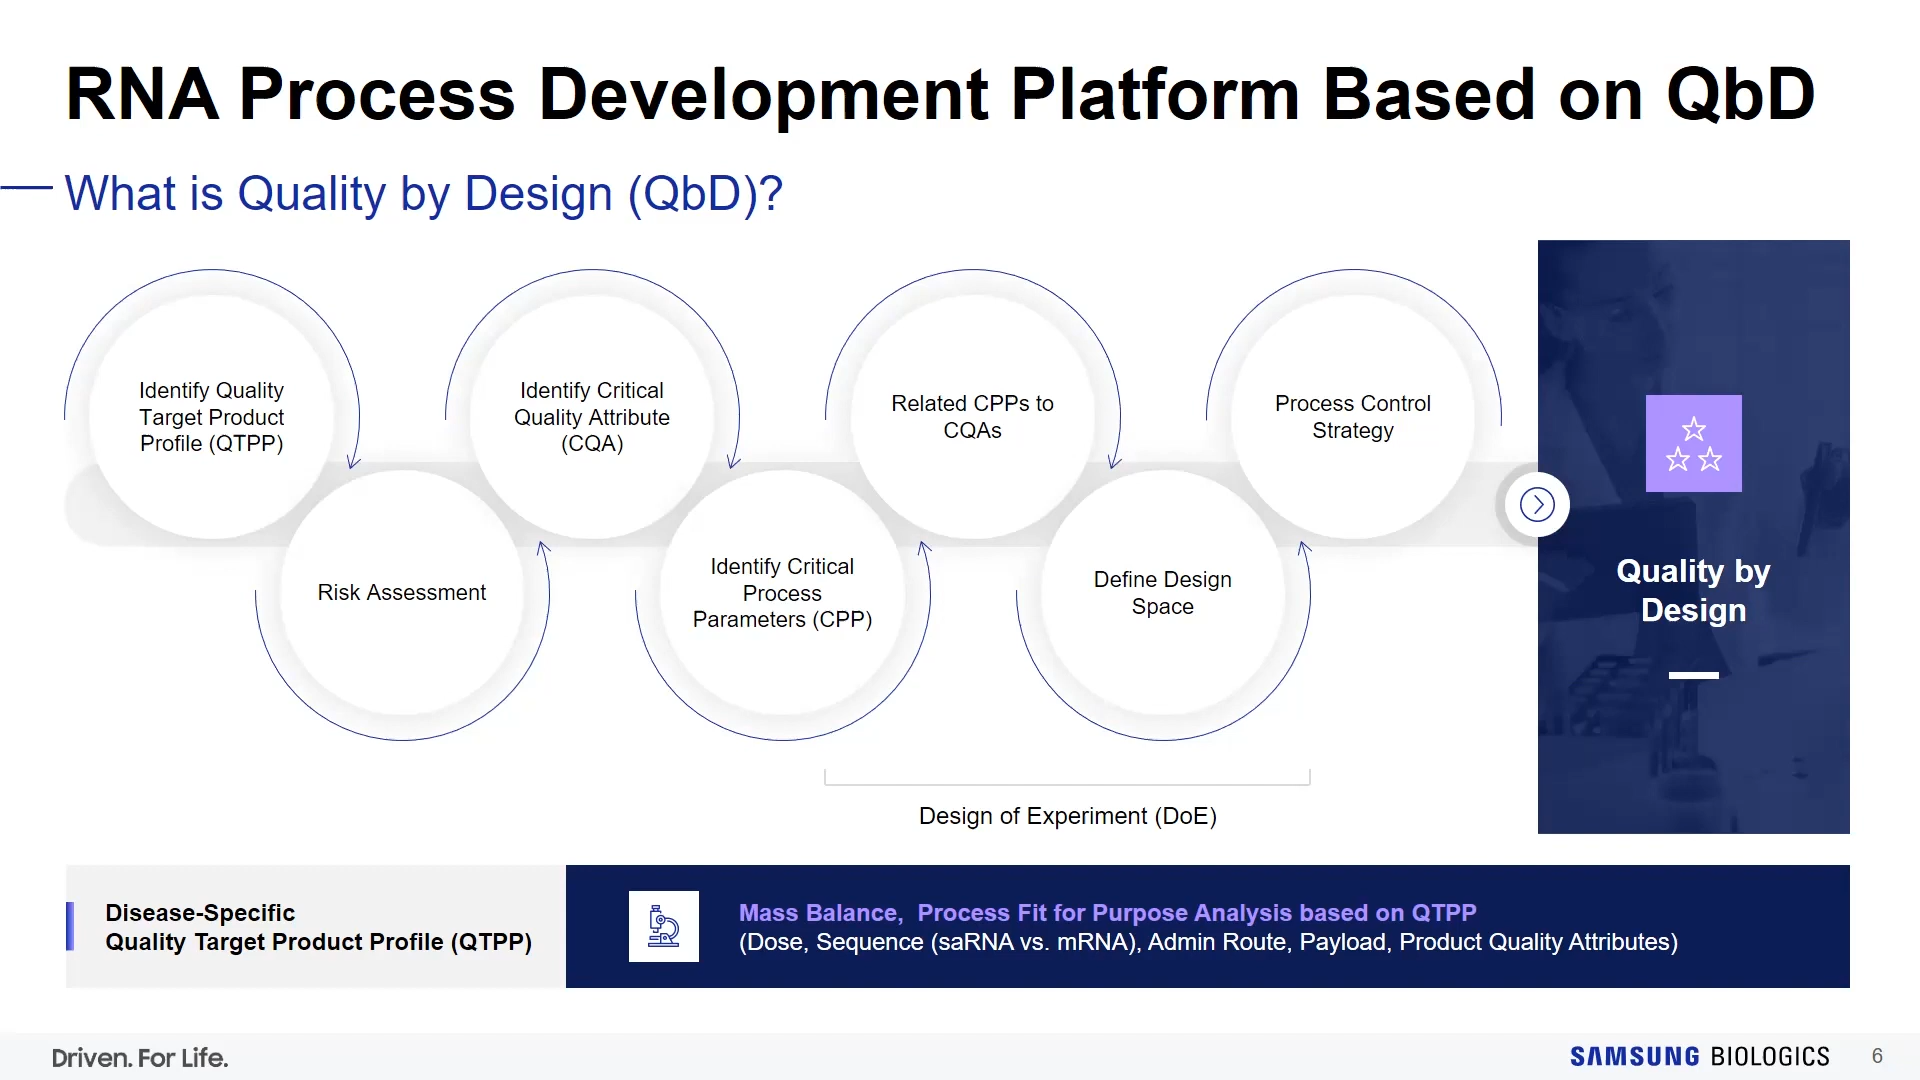 RNA Process Development Platform Based on QbD
What is Quality by Design (QbD)?
Identify Quality
Target Product
Profile (QTPP)
Risk Assessment
Identify Critical
Quality Attribute
(CQA)
Identify Critical
Process
Parameters (CPP)
Related CPPs to
CQAs
Define Design
Space
Process Control
Strategy
Quality by
Design
Design of Experiment (DoE)
Disease-Specific
Quality Target Product Profile (QTPP)
Mass Balance,  Process Fit for Purpose Analysis based on QTPP
(Dose, Sequence (saRNA vs. mRNA), Admin Route, Payload, Product Quality Attributes)
Driven. For Life.
SAMSUNG BIOLOGICS
6